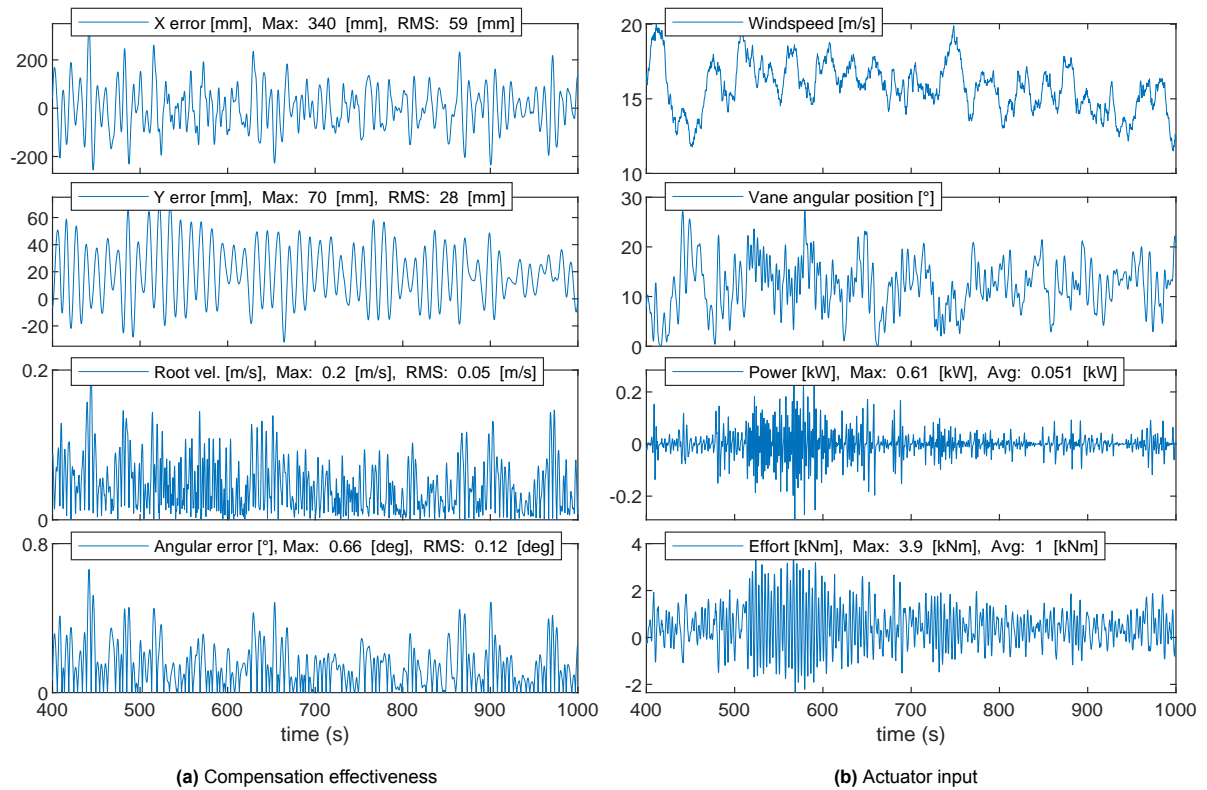 X error [mm], Max: 340 [mm], RMS: 59 [mm]
200
0
-200
Y error [mm], Max: 70 [mm], RMS: 28 [mm]
60
40
20
0
-20
Root vel. [m/s], Max: 0.2 [m/s], RMS: 0.05 [m/s]
0.2
0
Angular error [°], Max: 0.66 [deg], RMS: 0.12 [deg]
0.8
0
400 500 600 700 800 900 1000
time (s)
(a) Compensation effectiveness
Windspeed [m/s]
20
15
10
Vane angular position [°]
30
20
10
0
Power [kW], Max: 0.61 [kW], Avg: 0.051 [kW]
0.2
0
-0.2
Effort [kNm], Max: 3.9 [kNm], Avg: 1 [kNm]
4
2
0
-2
400 500 600 700 800 900 1000
time (s)
(b) Actuator input